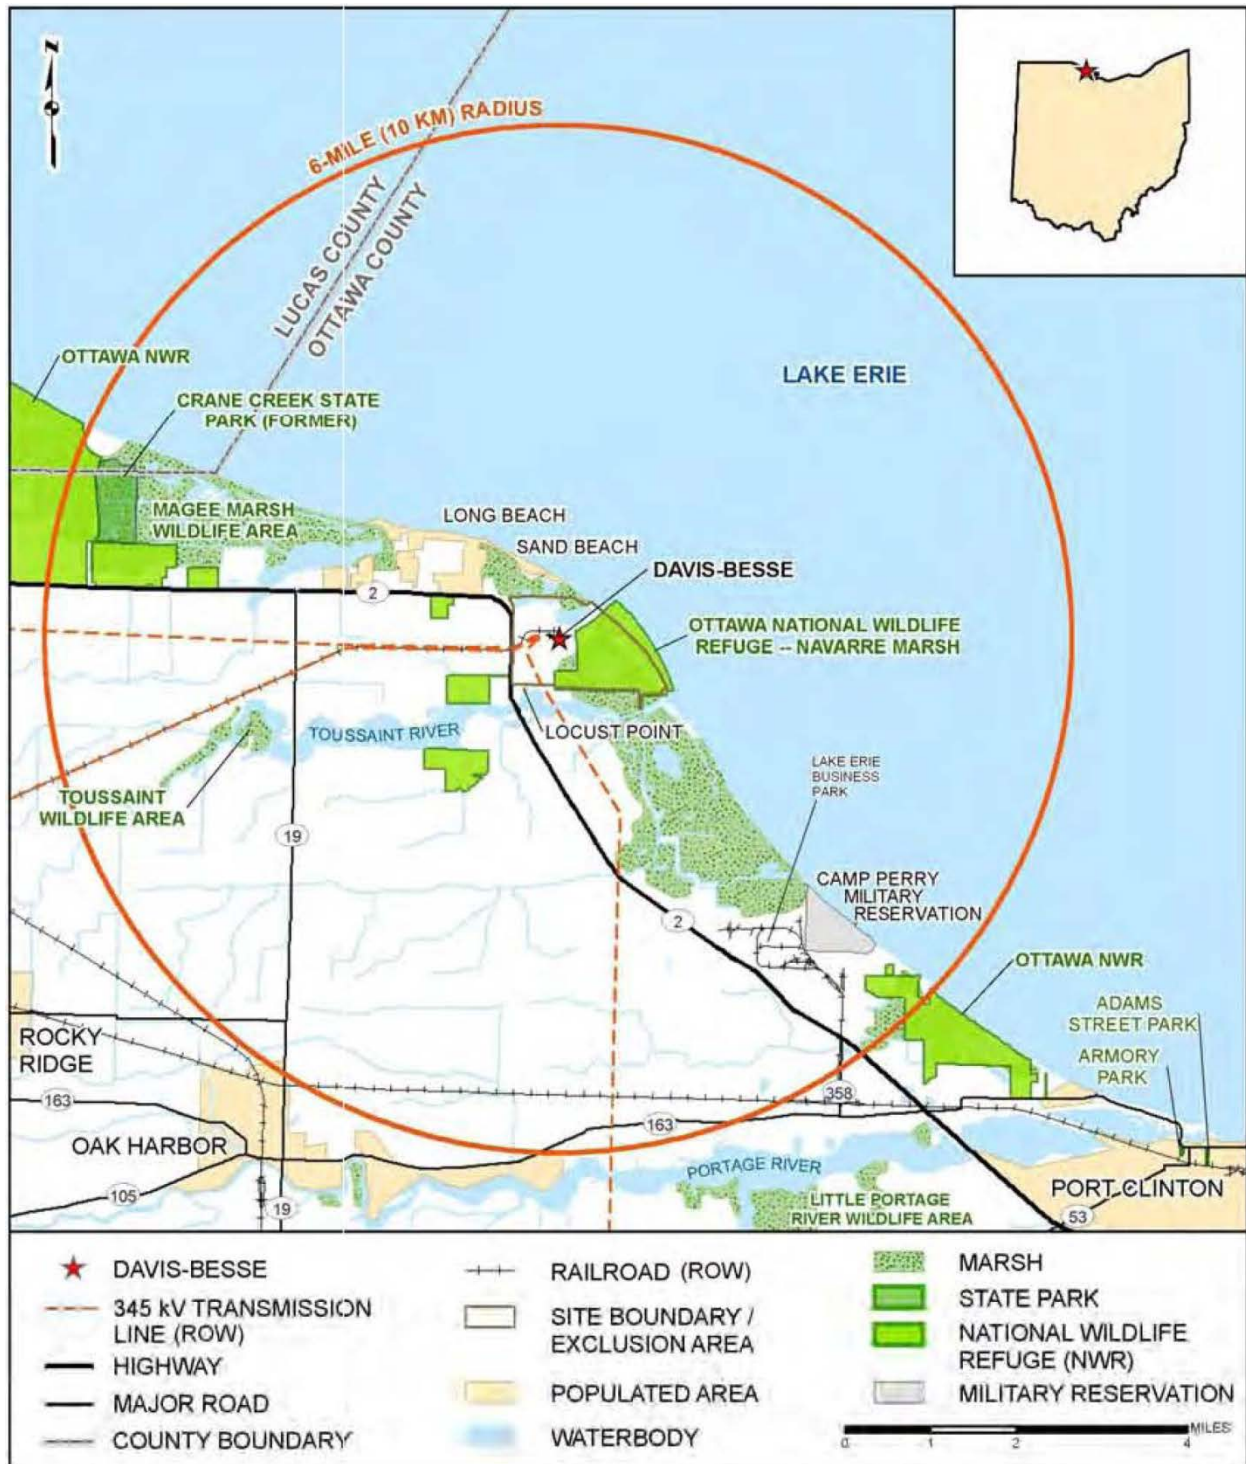 N
6-MILE (10 KM) RADIUS
LUCAS COUNTY
OTTAWA COUNTY
OTTAWA NWR
CRANE CREEK STATE
PARK (FORMER)
LAKE ERIE
MAGEE MARSH
WILDLIFE AREA
LONG BEACH
SAND BEACH
DAVIS-BESSE
2
OTTAWA NATIONAL WILDLIFE
REFUGE -- NAVARRE MARSH
LOCUST POINT
TOUSSAINT RIVER
LAKE ERIE
BUSINESS
PARK
TOUSSAINT
WILDLIFE AREA
19
CAMP PERRY
MILITARY
RESERVATION
2
OTTAWA NWR
ADAMS
STREET PARK
ARMORY
PARK
ROCKY
RIDGE
163
358
163
OAK HARBOR
PORTAGE RIVER
105
19
LITTLE PORTAGE
RIVER WILDLIFE AREA
PORT CLINTON
53
DAVIS-BESSE
345 kV TRANSMISSION
LINE (ROW)
HIGHWAY
MAJOR ROAD
COUNTY BOUNDARY
RAILROAD (ROW)
SITE BOUNDARY /
EXCLUSION AREA
POPULATED AREA
WATERBODY
MARSH
STATE PARK
NATIONAL WILDLIFE
REFUGE (NWR)
MILITARY RESERVATION
MILES
0 1 2 4